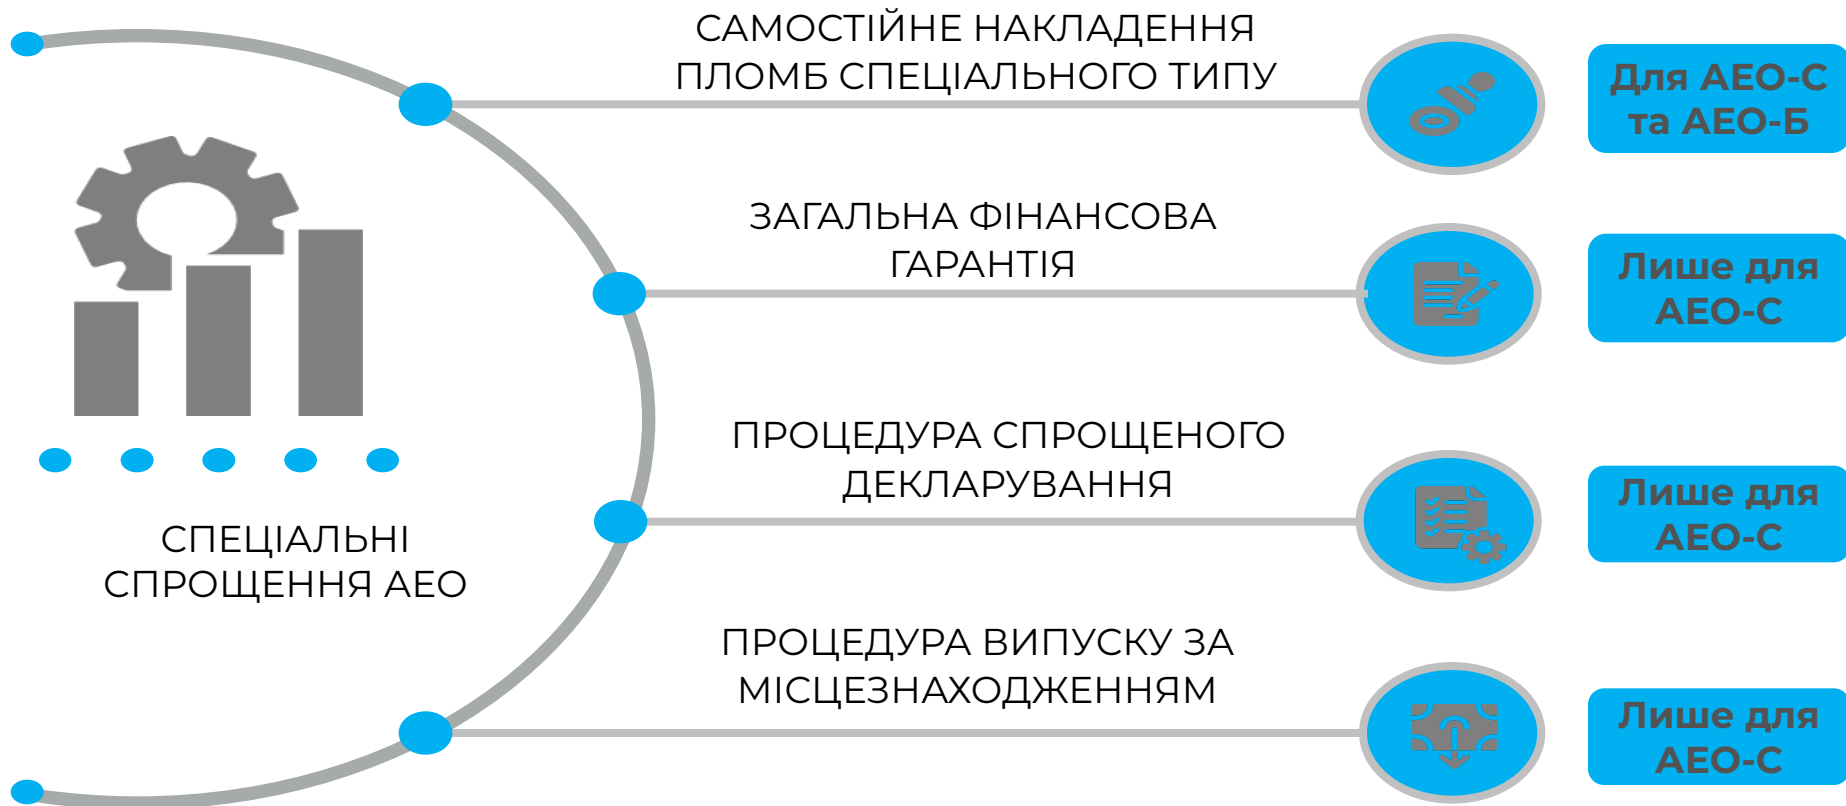 СПЕЦІАЛЬНІ
СПРОЩЕННЯ АЕО
САМОСТІЙНЕ НАКЛАДЕННЯ
ПЛОМБ СПЕЦІАЛЬНОГО ТИПУ
Для АЕО-С
та АЕО-Б
ЗАГАЛЬНА ФІНАНСОВА
ГАРАНТІЯ
Лише для
АЕО-С
ПРОЦЕДУРА СПРОЩЕНОГО
ДЕКЛАРУВАННЯ
Лише для
АЕО-С
ПРОЦЕДУРА ВИПУСКУ ЗА
МІСЦЕЗНАХОДЖЕННЯМ
Лише для
АЕО-С